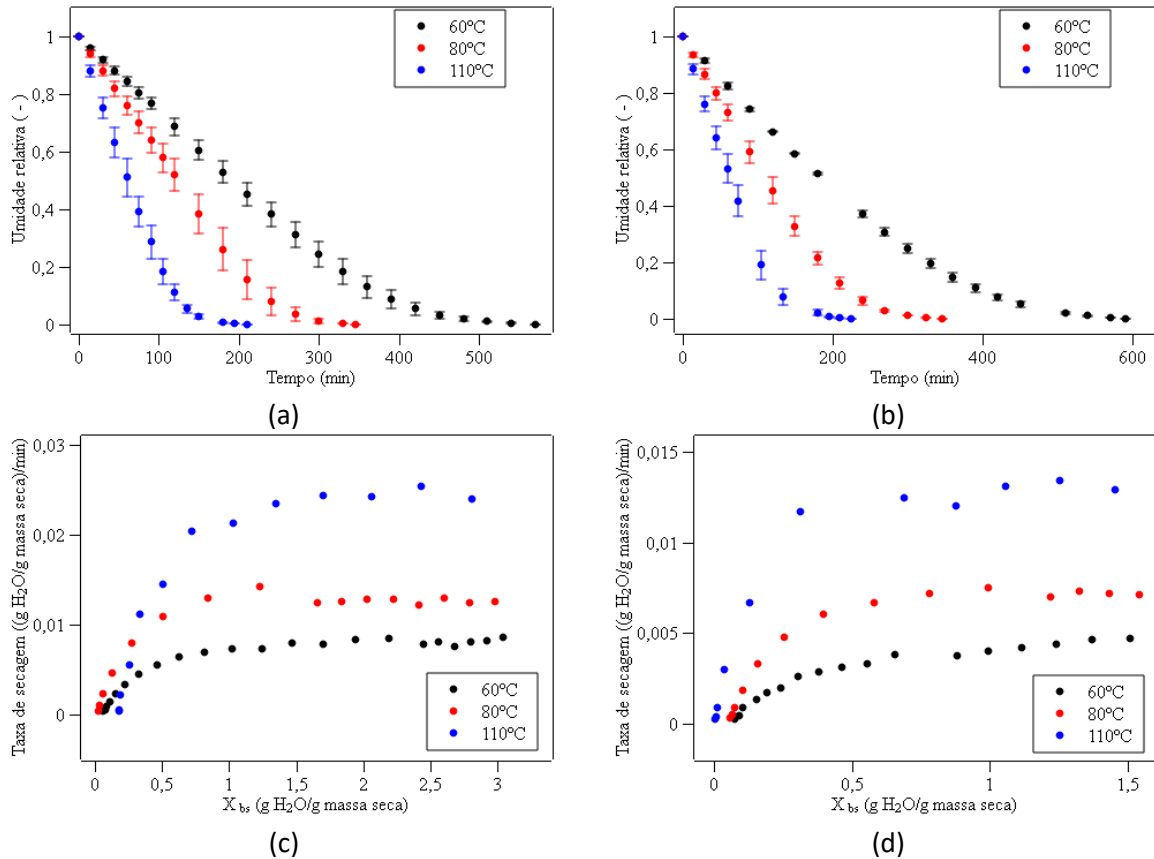 60ºC
80ºC
110ºC
1
0,8
0,6
0,4
0,2
0
Umidade relativa ( - )
0
100
200
300
400
500
Tempo (min)
(a)
60ºC
80ºC
110ºC
1
0,8
0,6
0,4
0,2
0
Umidade relativa ( - )
0
200
400
600
Tempo (min)
(b)
0,03
0,02
0,01
0
Taxa de secagem ((g H₂O/g massa seca)/min)
60ºC
80ºC
110ºC
0
0,5
1
1,5
2
2,5
3
X bs (g H₂O/g massa seca)
(c)
0,015
0,01
0,005
0
Taxa de secagem ((g H₂O/g massa seca)/min)
60ºC
80ºC
110ºC
0
0,5
1
1,5
X bs (g H₂O/g massa seca)
(d)